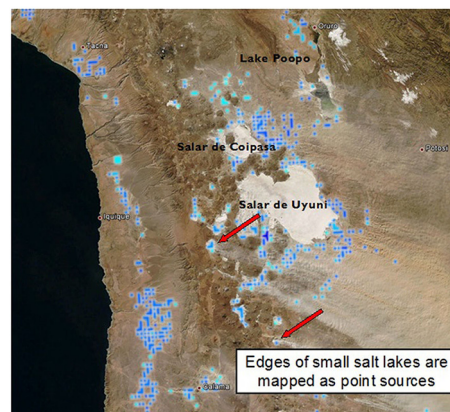 Oruro
Tacna
Lake Poopo
Salar de Coipasa
Potosi
Salar de Uyuni
Iquique
Edges of small salt lakes are
mapped as point sources
Calama